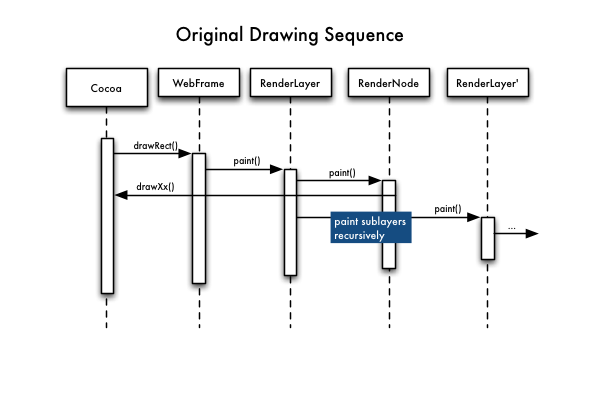 Original Drawing Sequence
Cocoa
WebFrame
RenderLayer
RenderNode
RenderLayer'
drawRect()
paint()
paint()
drawXx()
paint sublayers
recursively
paint()
...